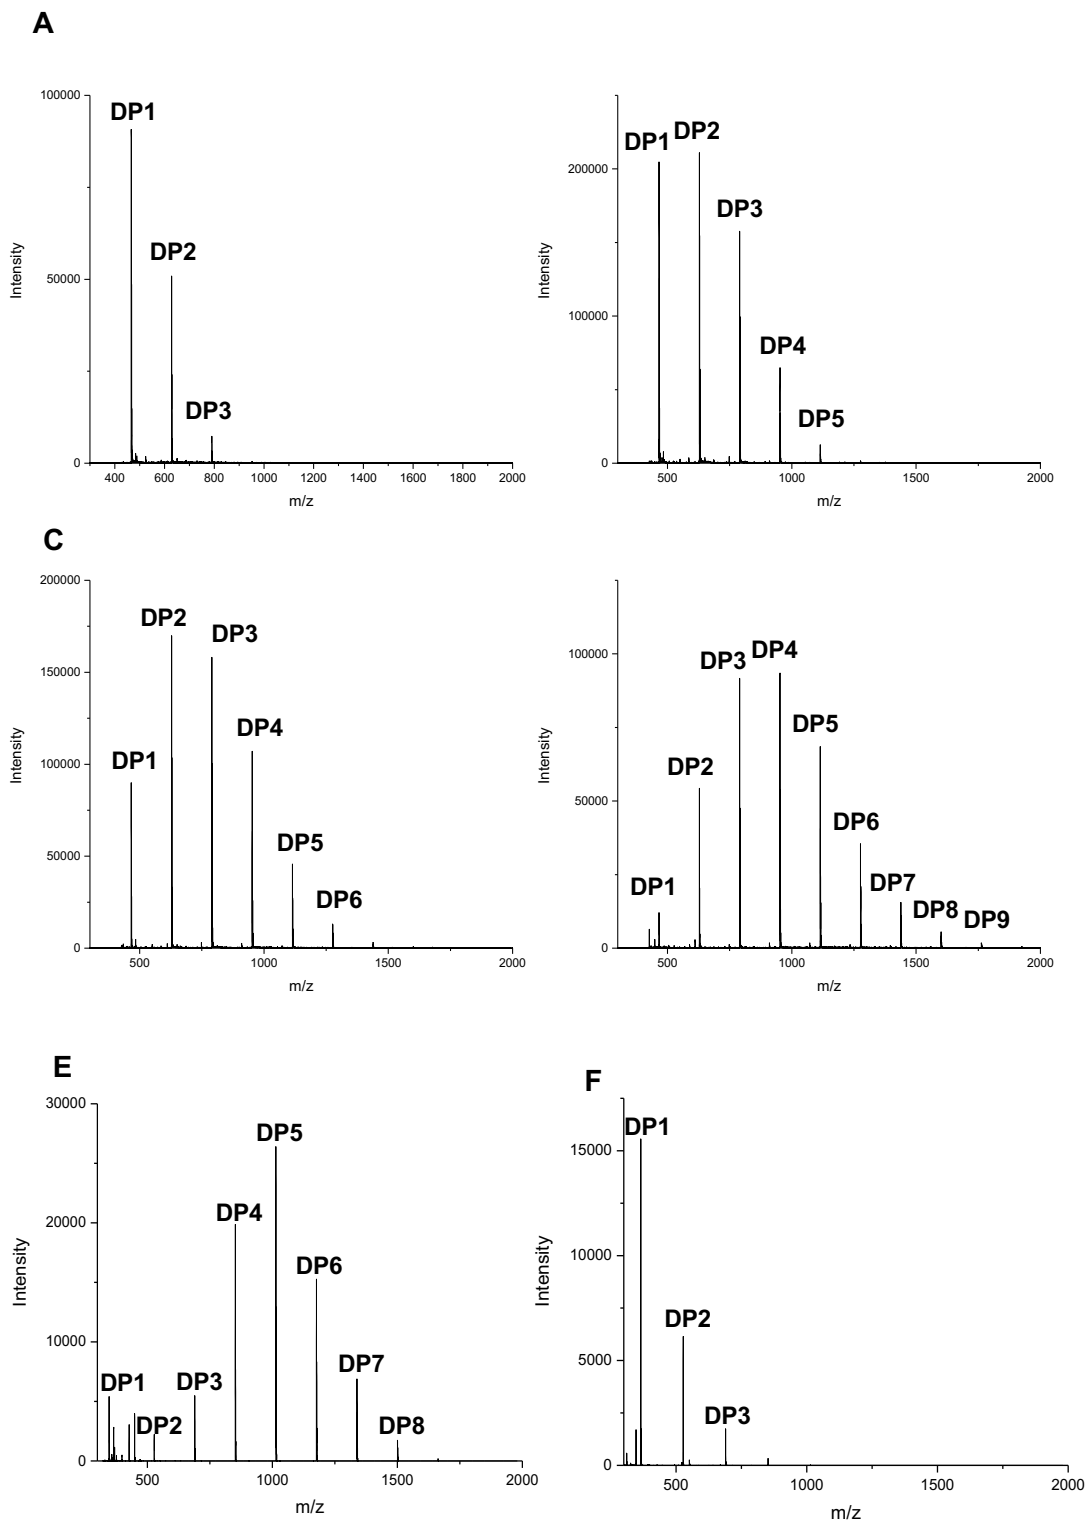 A
100000
DP1
DP2
DP3
50000
0
Intensity
400 600 800 1000 1200 1400 1600 1800 2000
m/z
DP1 DP2
200000
DP3
DP4
DP5
100000
0
Intensity
500 1000 1500 2000
m/z
C
200000
DP2
DP3
150000
DP4
DP1
100000
DP5
50000
DP6
0
Intensity
500 1000 1500 2000
m/z
DP3 DP4
100000
DP5
DP2
DP6
50000
DP1
DP7
DP8 DP9
0
Intensity
500 1000 1500 2000
m/z
E
30000
DP5
DP4
20000
DP6
DP7
10000
DP1
DP3
DP2
DP8
0
Intensity
500 1000 1500 2000
m/z
F
DP1
15000
10000
DP2
5000
DP3
0
Intensity
500 1000 1500 2000
m/z